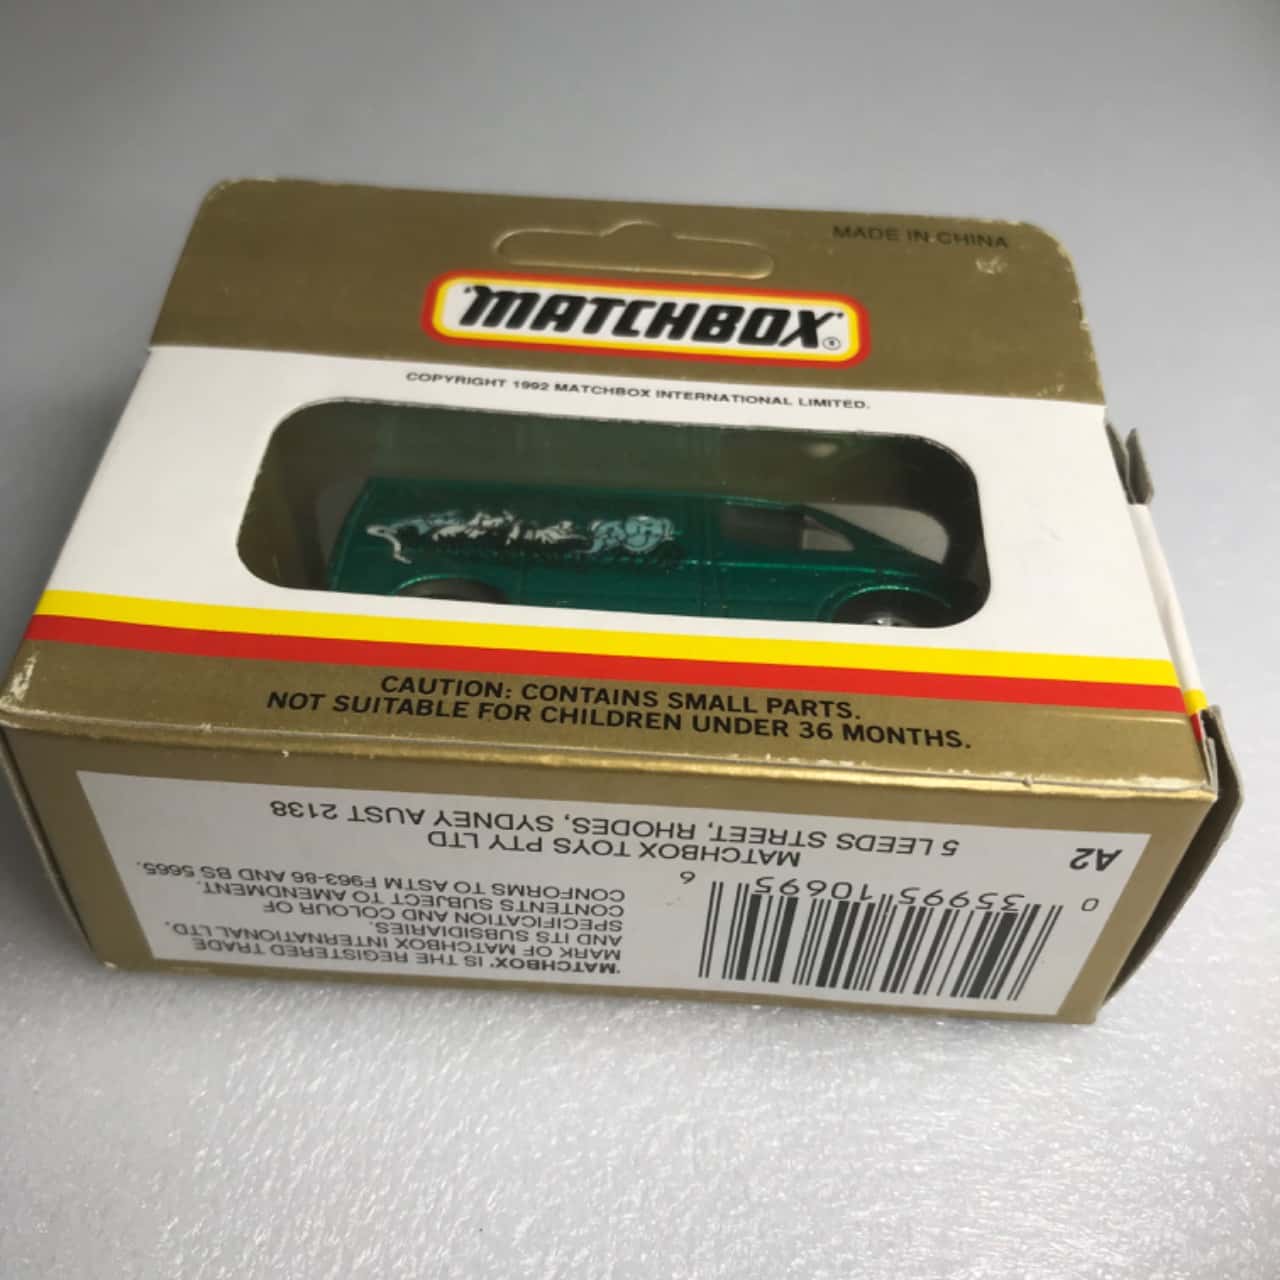 MADE IN CHINA
"MATCHBOX"®
COPYRIGHT 1992 MATCHBOX INTERNATIONAL LIMITED.
CAUTION: CONTAINS SMALL PARTS.
NOT SUITABLE FOR CHILDREN UNDER 36 MONTHS.
'MATCHBOX' IS THE REGISTERED TRADE
MARK OF MATCHBOX INTERNATIONAL LTD.
AND ITS SUBSIDIARIES.
SPECIFICATION AND COLOUR OF
CONTENTS SUBJECT TO AMENDMENT.
CONFORMS TO ASTM F963-86 AND BS 5665.
0 35995 10695 6
MATCHBOX TOYS PTY LTD
5 LEEDS STREET, RHODES, SYDNEY AUST 2138
A2